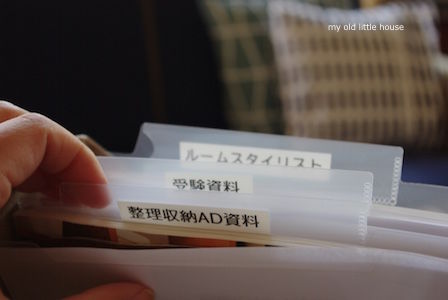 my old little house
ルームスタイリスト
受験資料
整理収納AD資料